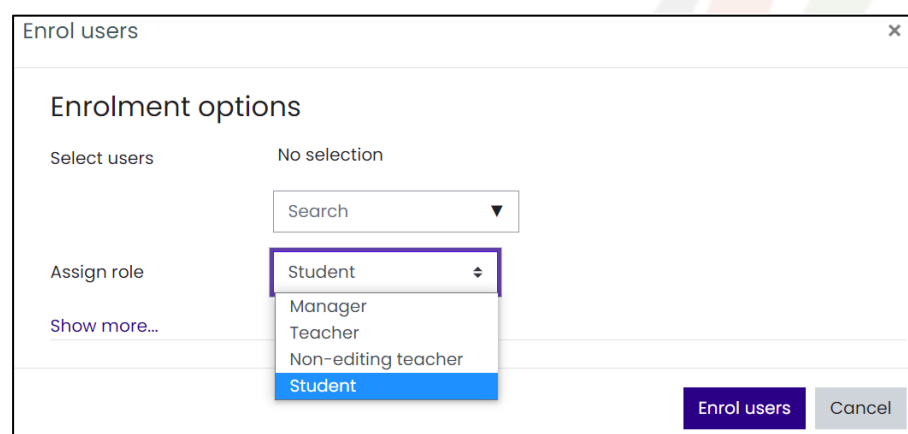 Enrol users ×
Enrolment options
Select users No selection
Search ▼
Assign role Student
Manager
Teacher
Show more... Non-editing teacher
Student
Enrol users Cancel